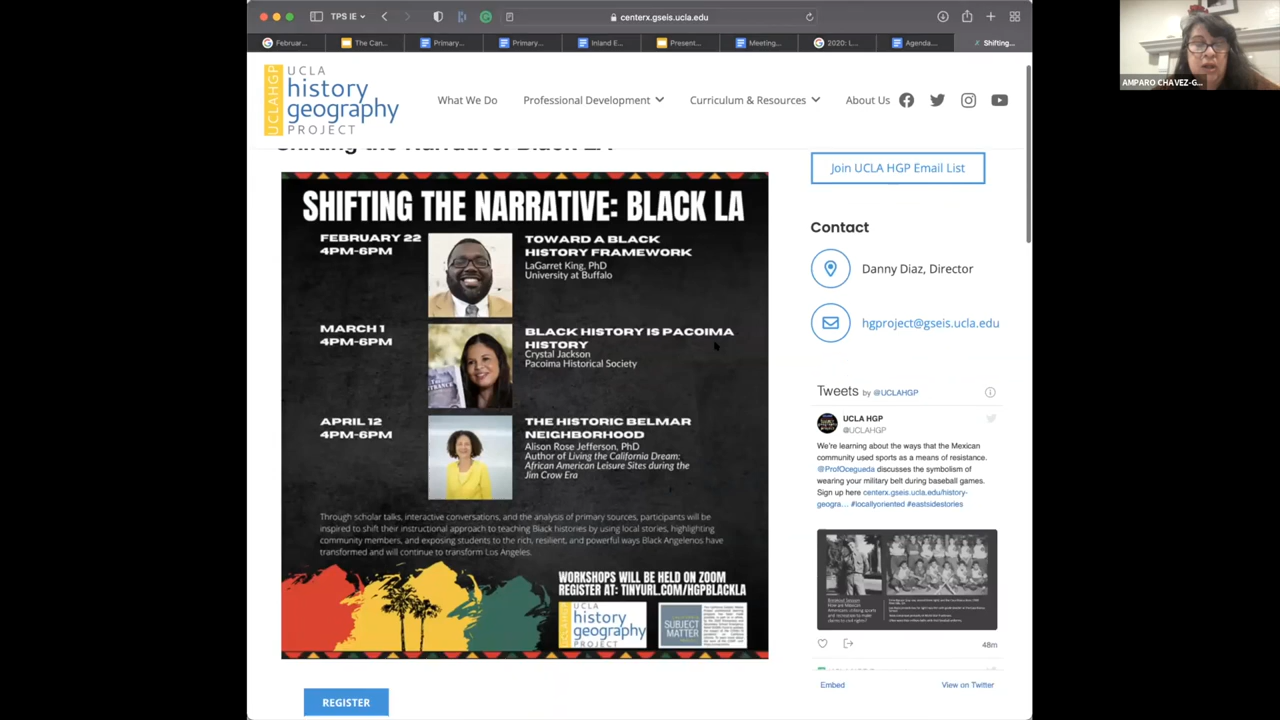 TPS IE
centerx.gseis.ucla.edu
Februar...
The Can...
Primary...
Primary...
Inland E...
Present...
Meeting...
2020: L...
Agenda...
Shifting...
AMPARO CHAVEZ-G...
UCLAHGP
UCLA
history
geography
PROJECT
What We Do
Professional Development
Curriculum & Resources
About Us
Shifting the Narrative: Black LA
SHIFTING THE NARRATIVE: BLACK LA
FEBRUARY 22
4PM-6PM
TOWARD A BLACK
HISTORY FRAMEWORK
LaGarret King, PhD
University at Buffalo
MARCH 1
4PM-6PM
BLACK HISTORY IS PACOIMA
HISTORY
Crystal Jackson
Pacoima Historical Society
APRIL 12
4PM-6PM
THE HISTORIC BELMAR
NEIGHBORHOOD
Alison Rose Jefferson, PhD
Author of Living the California Dream:
African American Leisure Sites during the
Jim Crow Era
Through scholar talks, interactive conversations, and the analysis of primary sources, participants will be
inspired to shift their instructional approach to teaching Black histories by using local stories, highlighting
community members, and exposing students to the rich, resilient, and powerful ways Black Angelenos have
transformed and will continue to transform Los Angeles.
WORKSHOPS WILL BE HELD ON ZOOM
REGISTER AT: TINYURL.COM/HGPBLACKLA
UCLA
history
geography
PROJECT
SUBJECT
MATTER
REGISTER
Join UCLA HGP Email List
Contact
Danny Diaz, Director
hgproject@gseis.ucla.edu
Tweets by @UCLAHGP
UCLA HGP
@UCLAHGP
We're learning about the ways that the Mexican
community used sports as a means of resistance.
@ProfOcegueda discusses the symbolism of
wearing your military belt during baseball games.
Sign up here centerx.gseis.ucla.edu/history-
geogra... #locallyoriented #eastsidestories
48m
Embed
View on Twitter